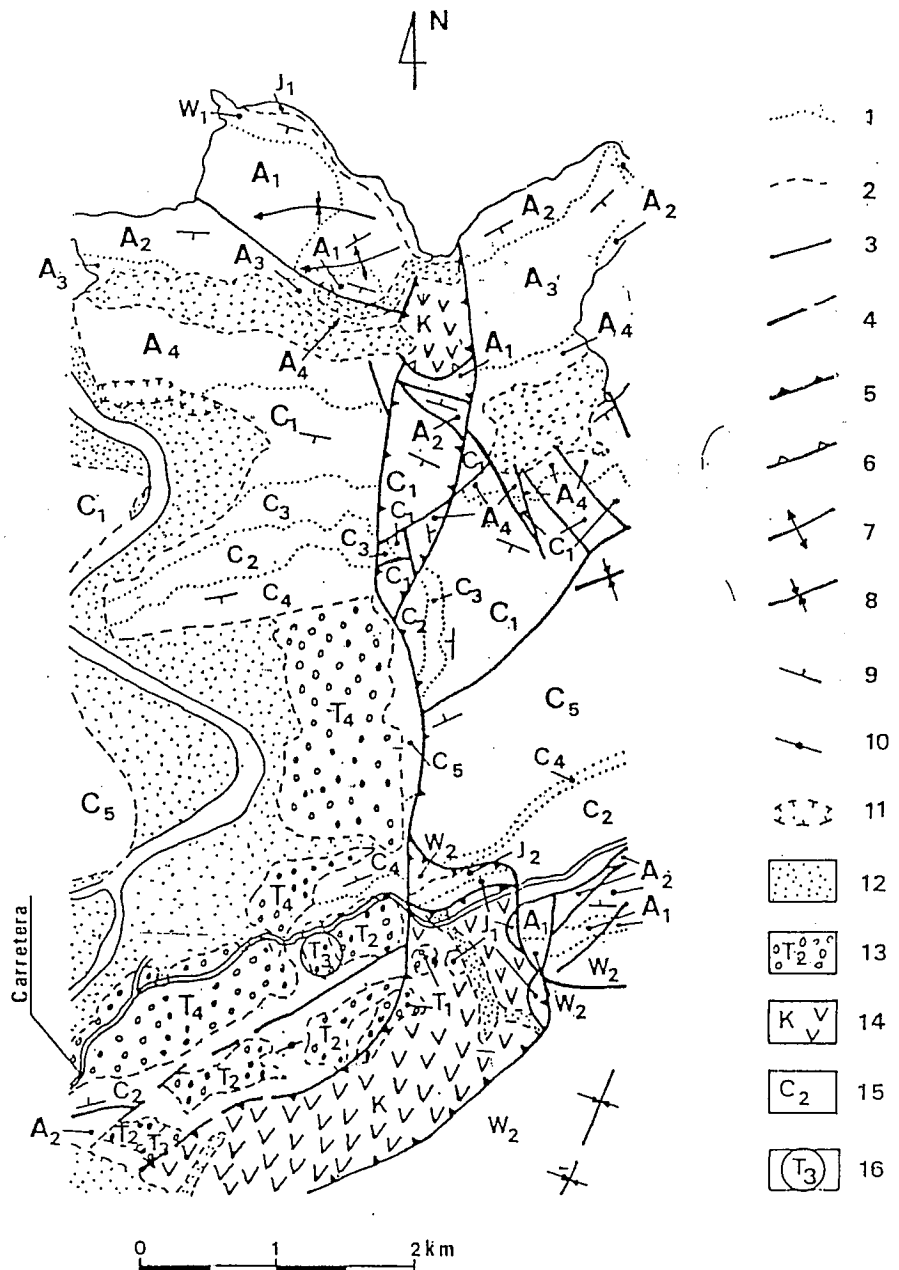 N
J1
W1
A1
A2
A2
A2
A3
A1
A3
A3
K
A4
A4
A4
A1
C1
A2
C1
C1
C1
C3
C1
A4
A4
C1
C2
C3
C1
C3
C4
C2
C1
T4
C5
C5
C4
C5
C2
W2
J2
C4
T4
A2
A1
J1
A1
T3
T2
W2
Carretera
T4
T1
W2
T2
T2
C2
K
A2
T2
T3
W2
0 1 2 km
1
2
3
4
5
6
7
8
9
10
11
12
T2 13
K 14
C2 15
T3 16